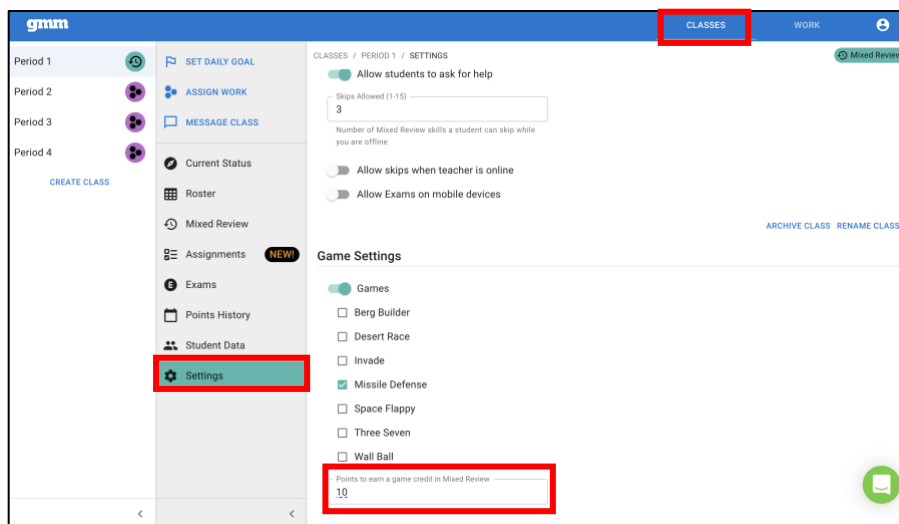 gmm
CLASSES
WORK
Period 1
Period 2
Period 3
Period 4
CREATE CLASS
SET DAILY GOAL
ASSIGN WORK
MESSAGE CLASS
Current Status
Roster
Mixed Review
Assignments NEW!
E Exams
Points History
Student Data
Settings
CLASSES / PERIOD 1 / SETTINGS
Mixed Review
Allow students to ask for help
Skips Allowed (1-15)
3
Number of Mixed Review skills a student can skip while
you are offline
Allow skips when teacher is online
Allow Exams on mobile devices
ARCHIVE CLASS RENAME CLASS
Game Settings
Games
Berg Builder
Desert Race
Invade
Missile Defense
Space Flappy
Three Seven
Wall Ball
Points to earn a game credit in Mixed Review
10